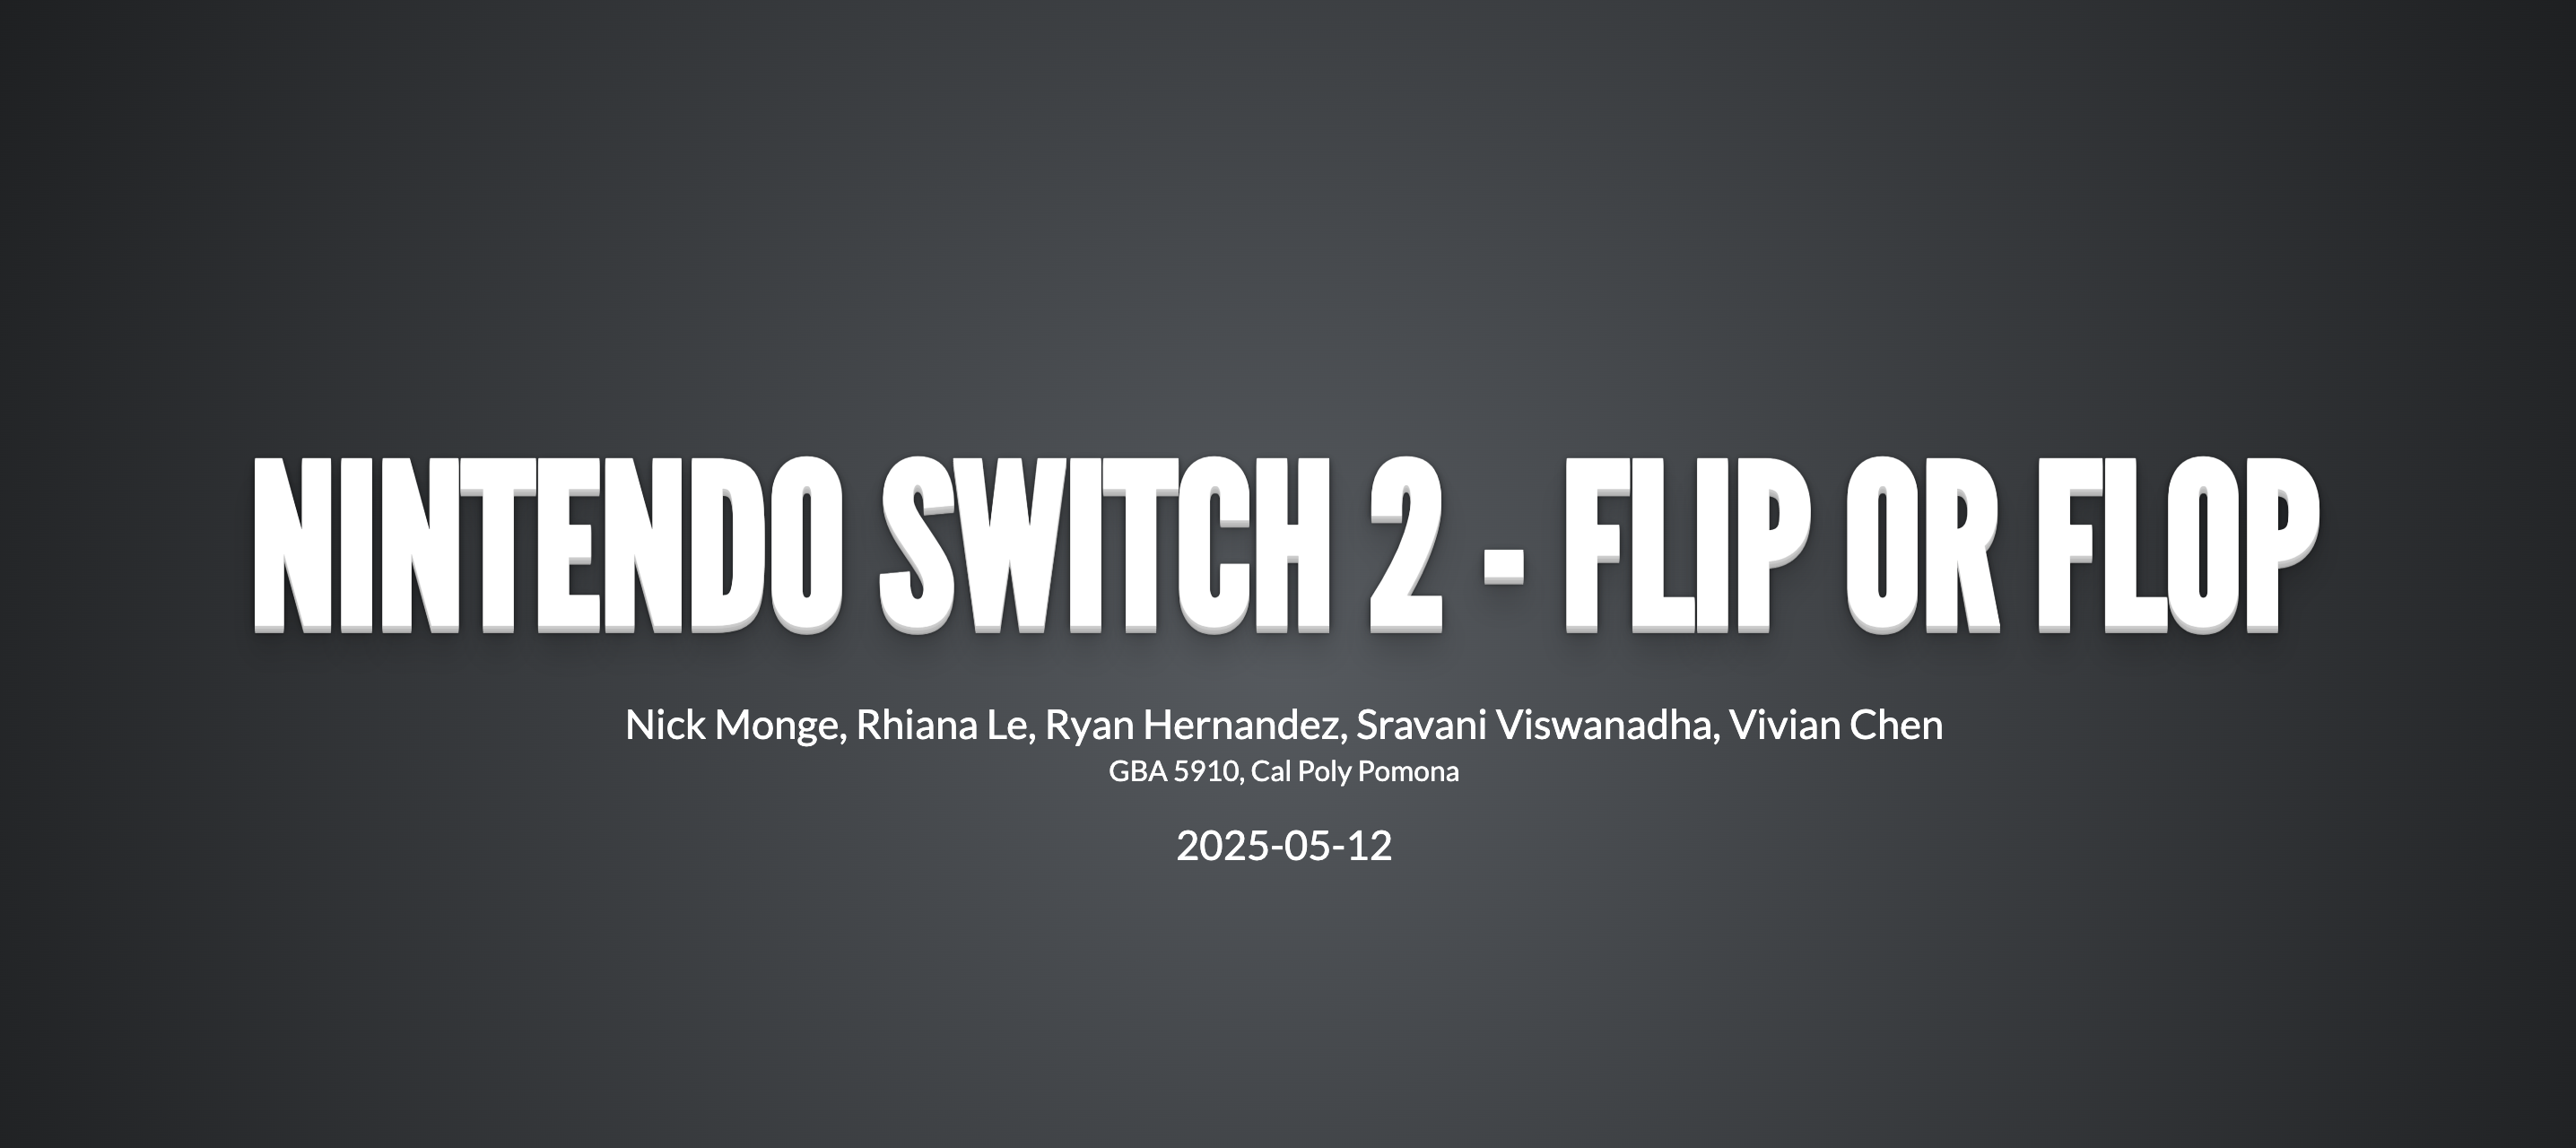 NINTENDO SWITCH 2 - FLIP OR FLOP
Nick Monge, Rhiana Le, Ryan Hernandez, Sravani Viswanadha, Vivian Chen
GBA 5910, Cal Poly Pomona
2025-05-12